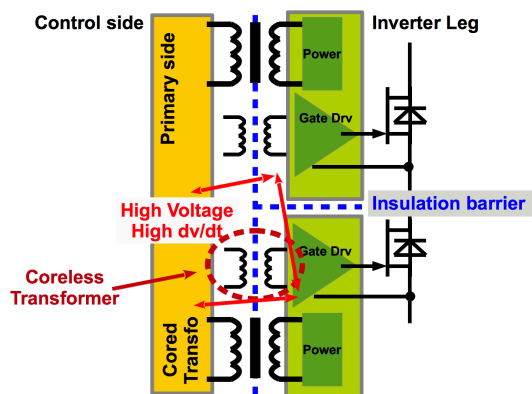 Control side
Inverter Leg
Primary side
Power
Gate Drv
Insulation barrier
High Voltage
High dv/dt
Gate Drv
Coreless
Transformer
Cored
Transfo
Power